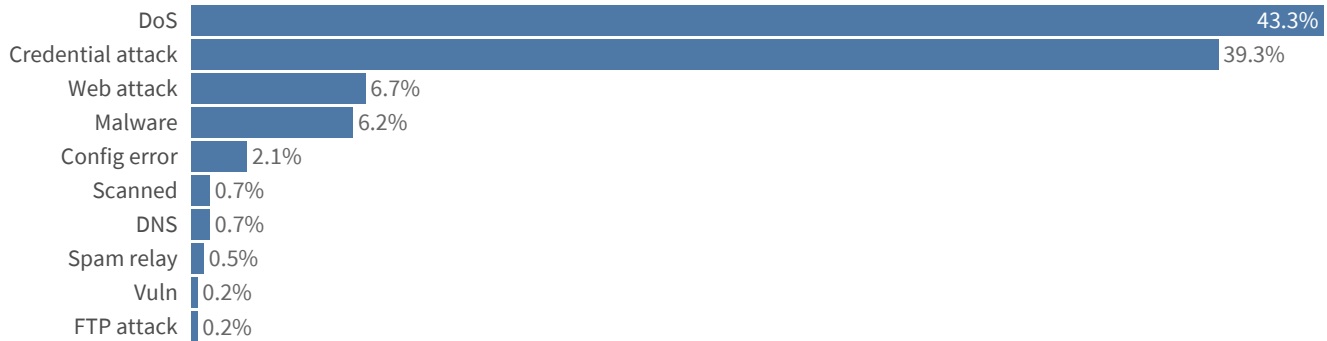 DoS 43.3%
Credential attack 39.3%
Web attack 6.7%
Malware 6.2%
Config error 2.1%
Scanned 0.7%
DNS 0.7%
Spam relay 0.5%
Vuln 0.2%
FTP attack 0.2%